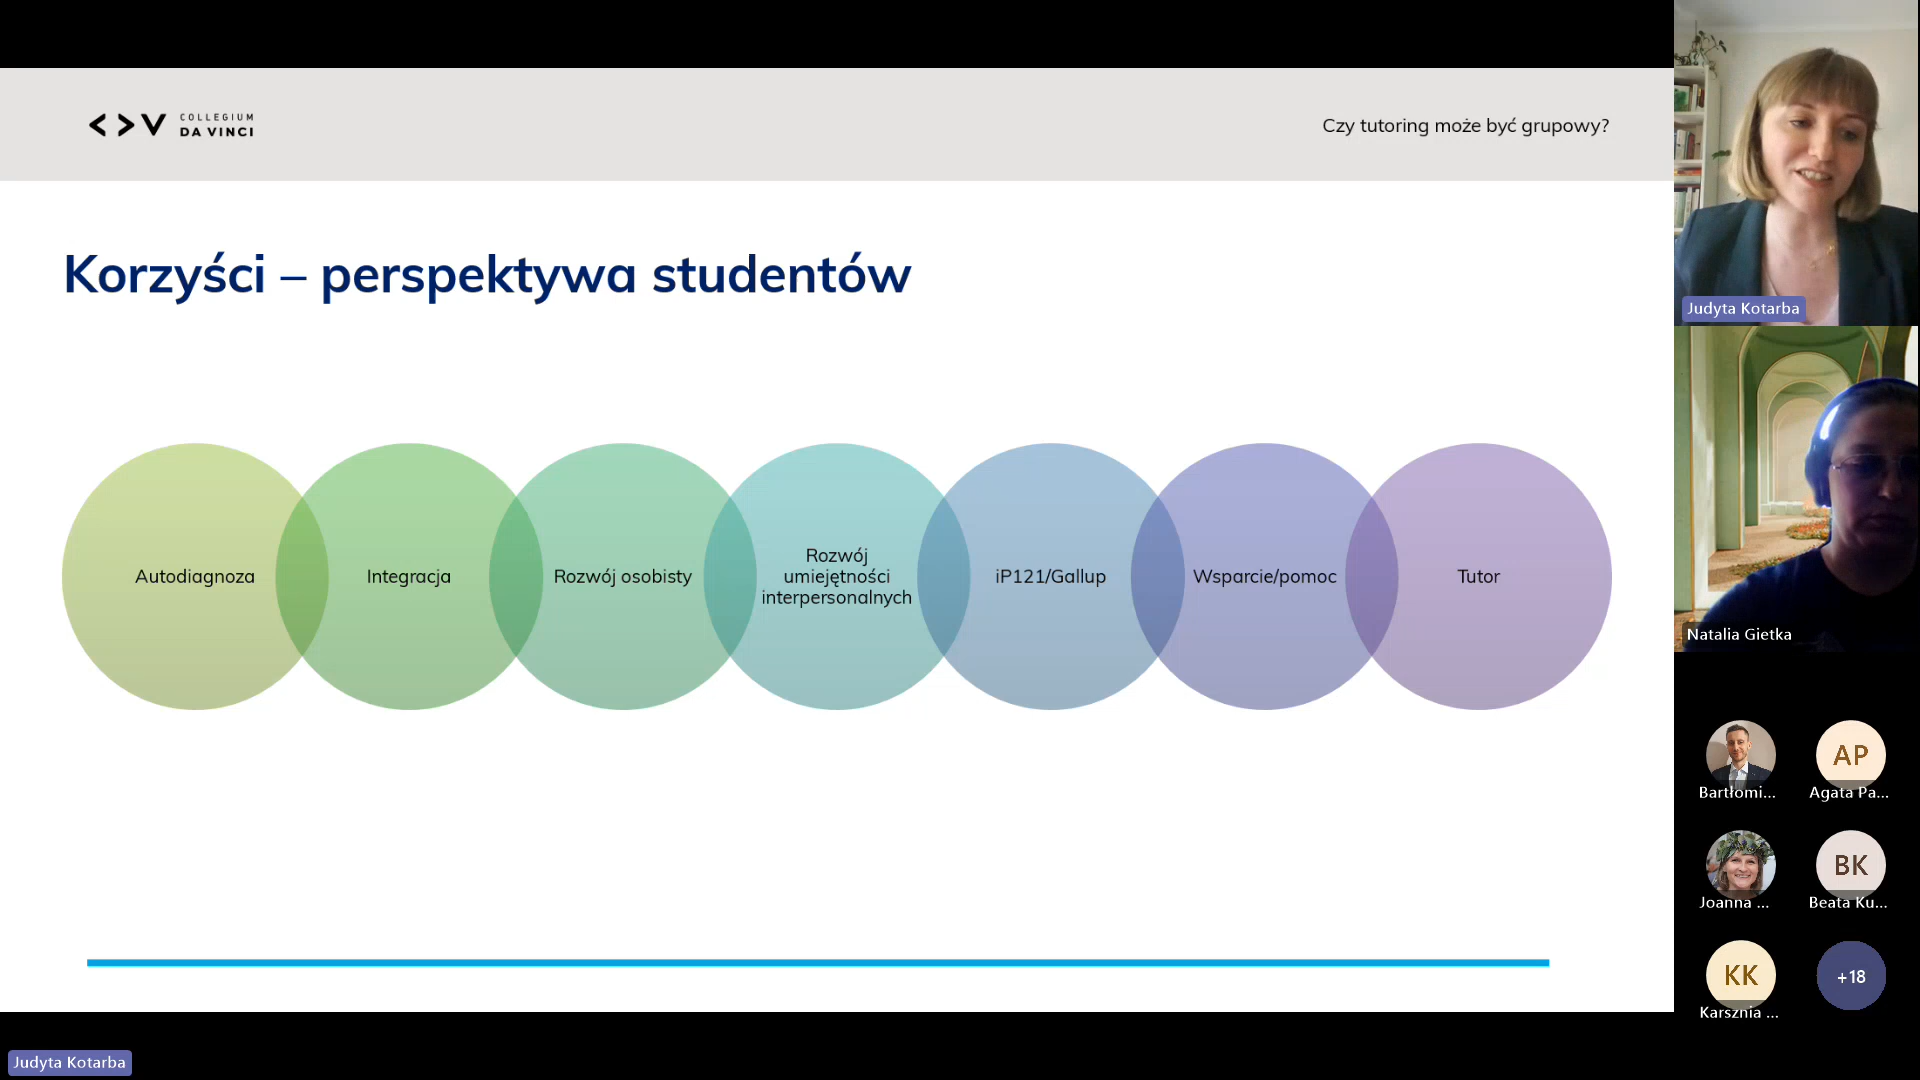 COLLEGIUM
DA VINCI
Czy tutoring może być grupowy?
Korzyści – perspektywa studentów
Autodiagnoza
Integracja
Rozwój osobisty
Rozwój
umiejętności
interpersonalnych
iP121/Gallup
Wsparcie/pomoc
Tutor
Judyta Kotarba
Natalia Gietka
Bartłomi...
AP
Agata Pa...
Joanna ...
BK
Beata Ku...
KK
Karsznia ...
+18
Judyta Kotarba